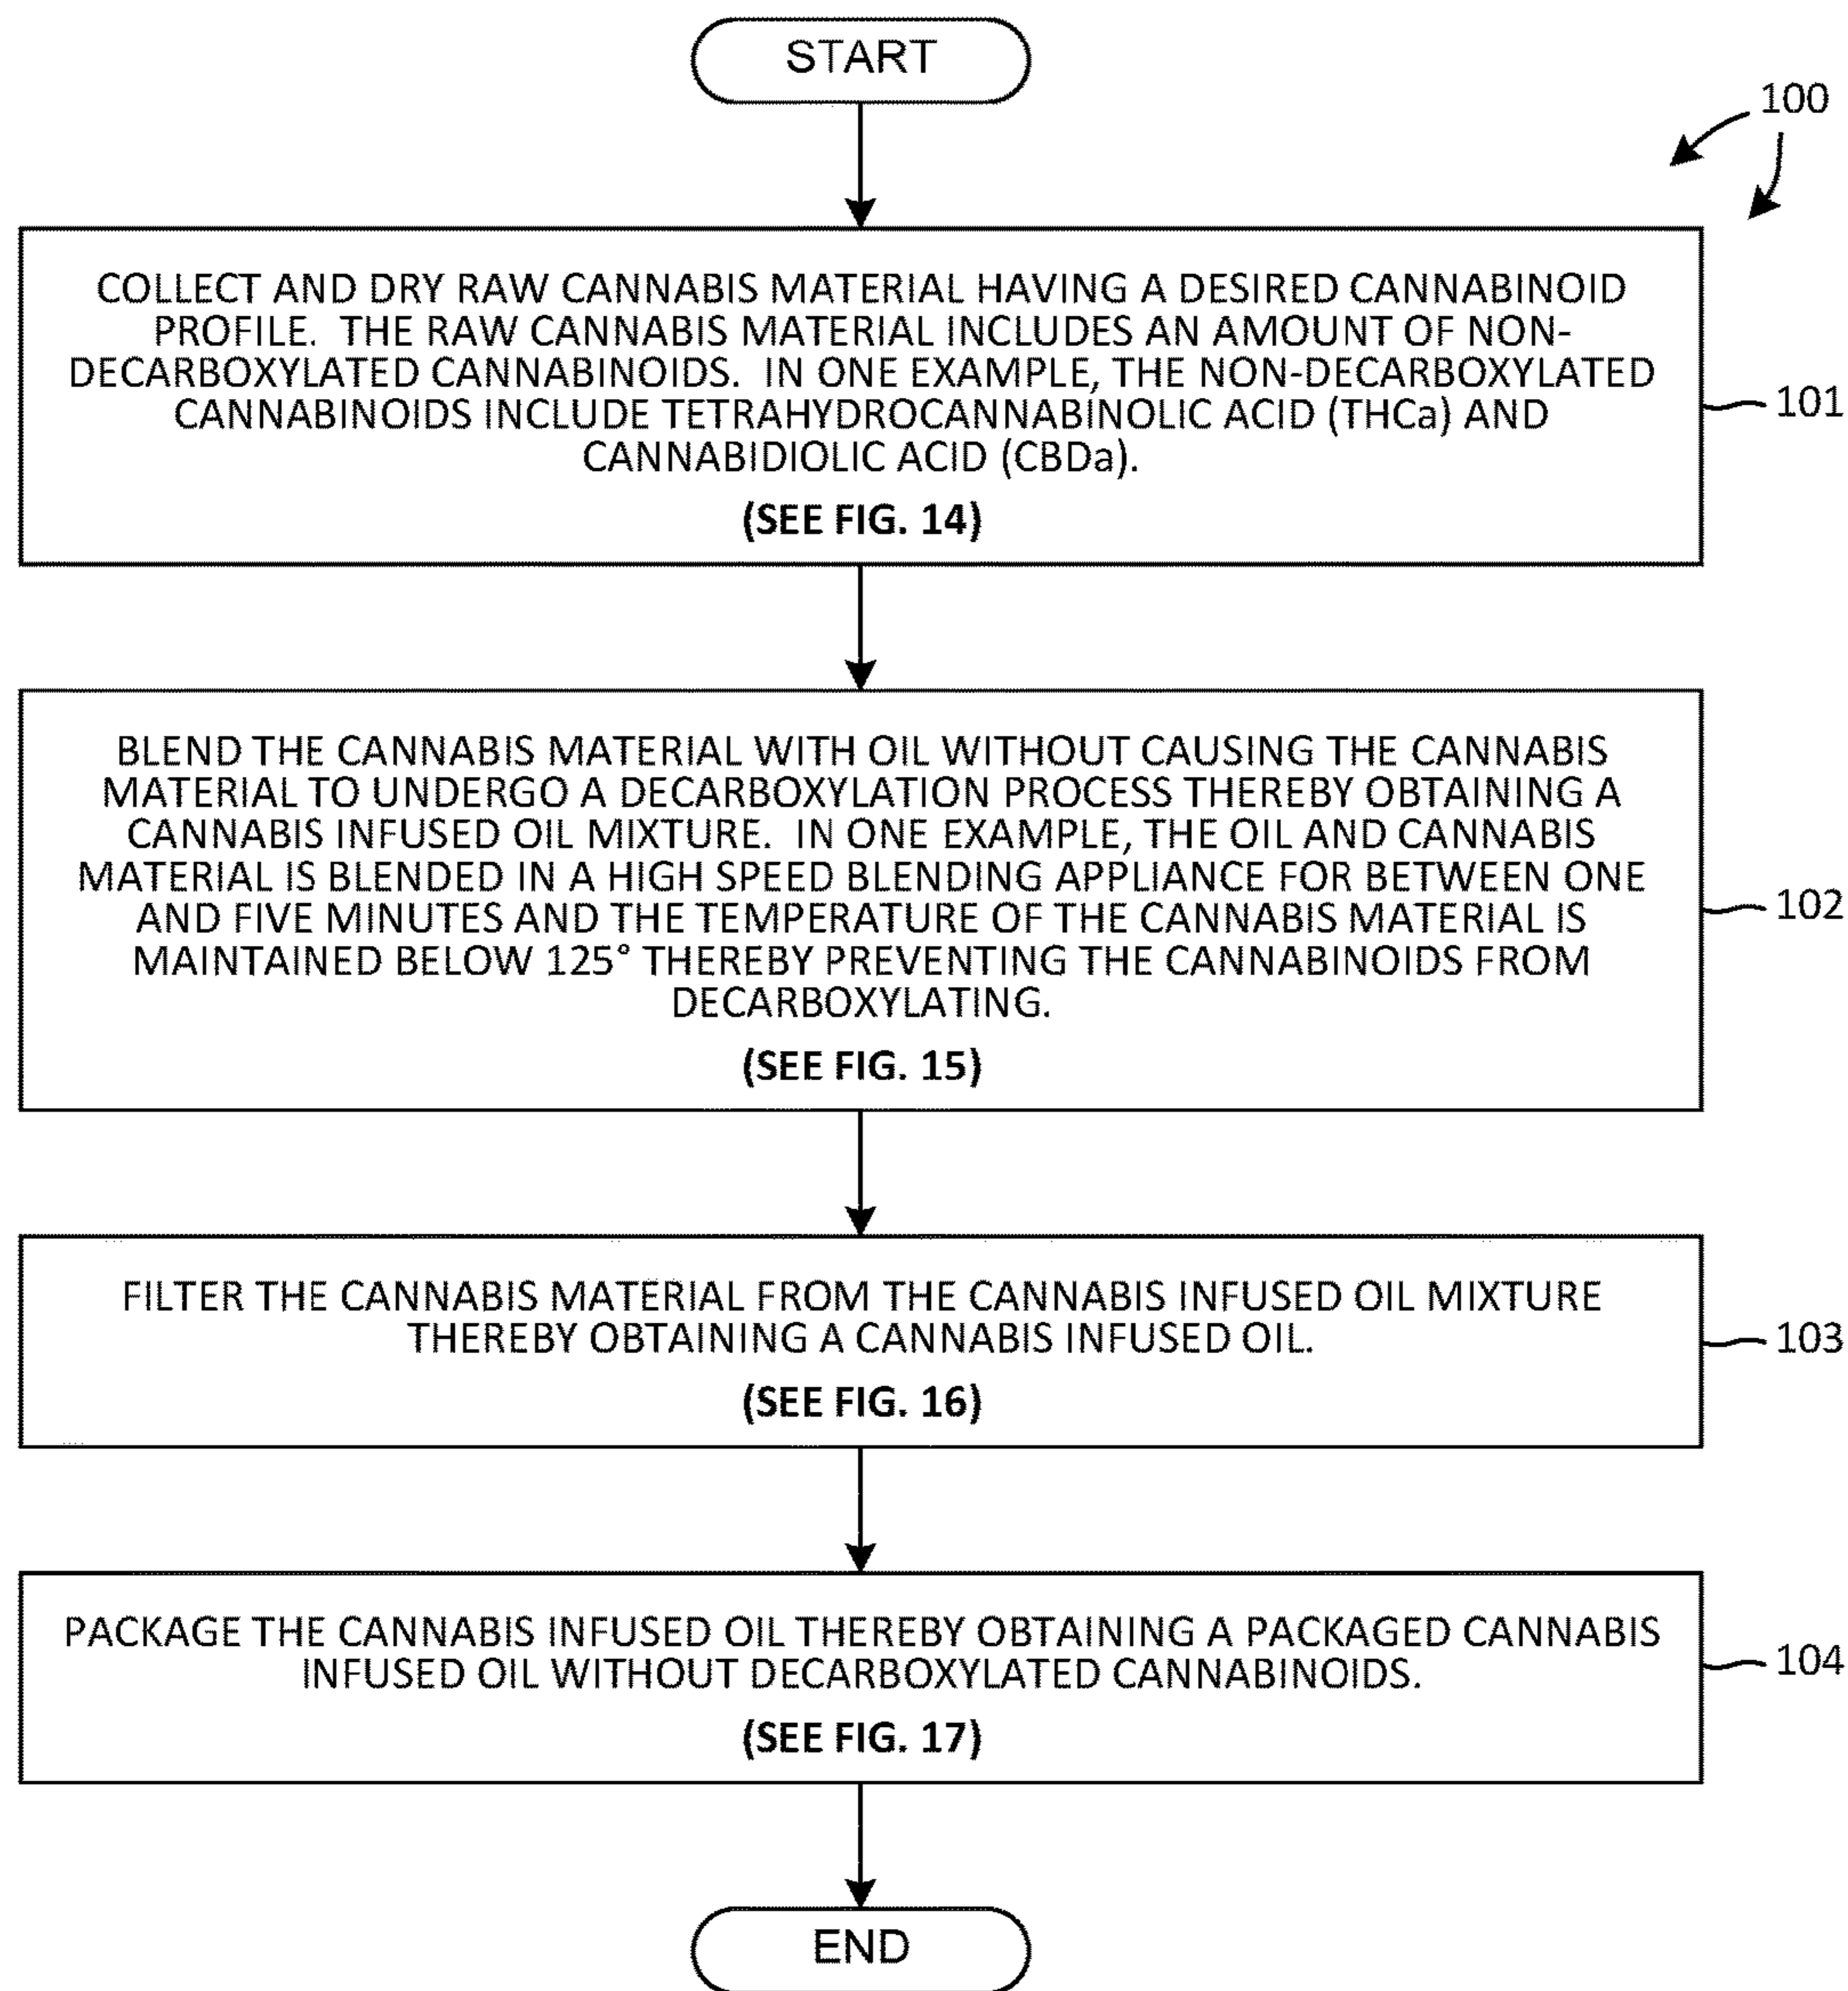 START
100
COLLECT AND DRY RAW CANNABIS MATERIAL HAVING A DESIRED CANNABINOID
PROFILE. THE RAW CANNABIS MATERIAL INCLUDES AN AMOUNT OF NON-
DECARBOXYLATED CANNABINOIDS. IN ONE EXAMPLE, THE NON-DECARBOXYLATED
CANNABINOIDS INCLUDE TETRAHYDROCANNABINOLIC ACID (THCa) AND
CANNABIDIOLIC ACID (CBDa).
(SEE FIG. 14)
101
BLEND THE CANNABIS MATERIAL WITH OIL WITHOUT CAUSING THE CANNABIS
MATERIAL TO UNDERGO A DECARBOXYLATION PROCESS THEREBY OBTAINING A
CANNABIS INFUSED OIL MIXTURE. IN ONE EXAMPLE, THE OIL AND CANNABIS
MATERIAL IS BLENDED IN A HIGH SPEED BLENDING APPLIANCE FOR BETWEEN ONE
AND FIVE MINUTES AND THE TEMPERATURE OF THE CANNABIS MATERIAL IS
MAINTAINED BELOW 125° THEREBY PREVENTING THE CANNABINOIDS FROM
DECARBOXYLATING.
(SEE FIG. 15)
102
FILTER THE CANNABIS MATERIAL FROM THE CANNABIS INFUSED OIL MIXTURE
THEREBY OBTAINING A CANNABIS INFUSED OIL.
(SEE FIG. 16)
103
PACKAGE THE CANNABIS INFUSED OIL THEREBY OBTAINING A PACKAGED CANNABIS
INFUSED OIL WITHOUT DECARBOXYLATED CANNABINOIDS.
(SEE FIG. 17)
104
END